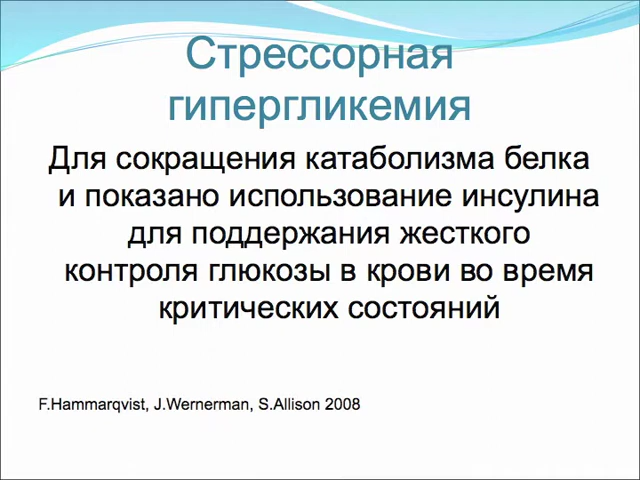 Стрессорная
гипергликемия
Для сокращения катаболизма белка
и показано использование инсулина
для поддержания жесткого
контроля глюкозы в крови во время
критических состояний
F.Hammarqvist, J.Wernerman, S.Allison 2008